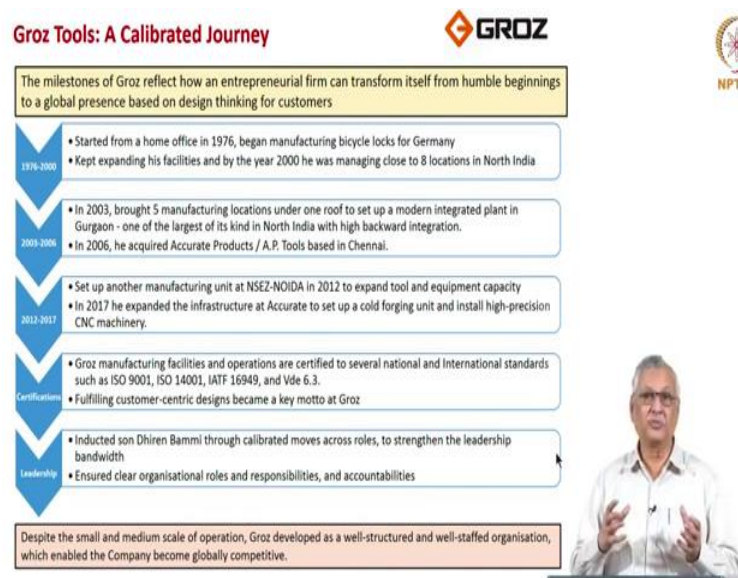 Groz Tools: A Calibrated Journey
GROZ
NPT
The milestones of Groz reflect how an entrepreneurial firm can transform itself from humble beginnings
to a global presence based on design thinking for customers
1976-2000
• Started from a home office in 1976, began manufacturing bicycle locks for Germany
• Kept expanding his facilities and by the year 2000 he was managing close to 8 locations in North India
2003-2006
• In 2003, brought 5 manufacturing locations under one roof to set up a modern integrated plant in
Gurgaon - one of the largest of its kind in North India with high backward integration.
• In 2006, he acquired Accurate Products / A.P. Tools based in Chennai.
2012-2017
• Set up another manufacturing unit at NSEZ-NOIDA in 2012 to expand tool and equipment capacity
• In 2017 he expanded the infrastructure at Accurate to set up a cold forging unit and install high-precision
CNC machinery.
Certifications
• Groz manufacturing facilities and operations are certified to several national and International standards
such as ISO 9001, ISO 14001, IATF 16949, and Vde 6.3.
• Fulfilling customer-centric designs became a key motto at Groz
Leadership
• Inducted son Dhiren Bammi through calibrated moves across roles, to strengthen the leadership
bandwidth
• Ensured clear organisational roles and responsibilities, and accountabilities
Despite the small and medium scale of operation, Groz developed as a well-structured and well-staffed organisation,
which enabled the Company become globally competitive.